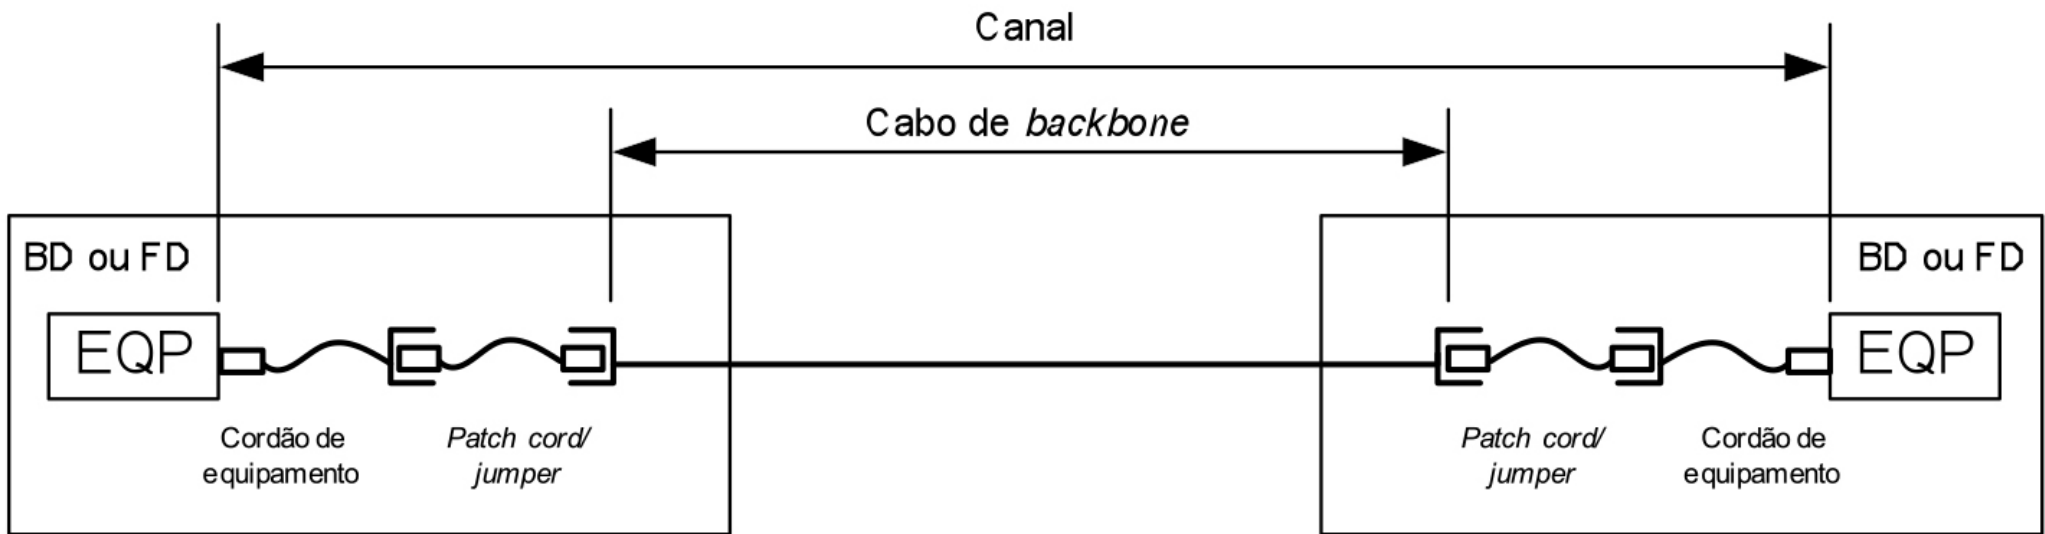 Canal
Cabo de backbone
BD ou FD
BD ou FD
EQP
EQP
Cordão de
equipamento
Patch cord/
jumper
Patch cord/
jumper
Cordão de
equipamento